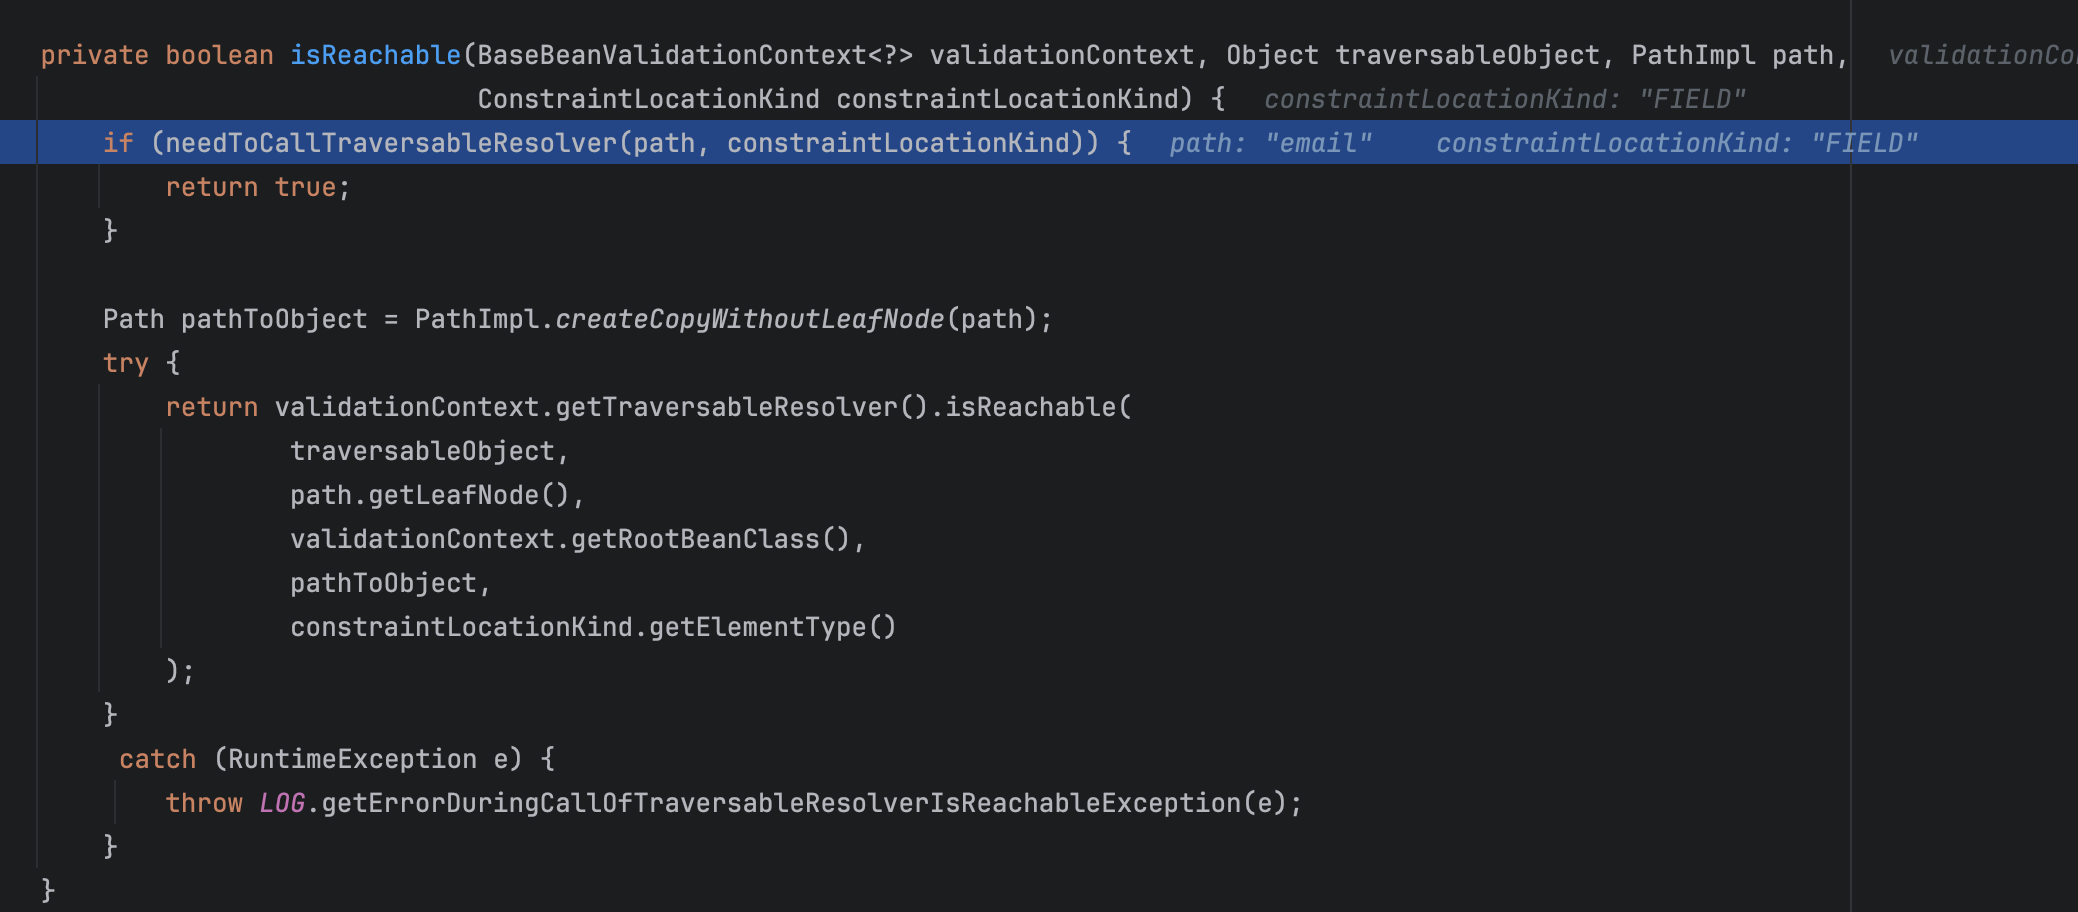 private boolean isReachable(BaseBeanValidationContext<?> validationContext, Object traversableObject, PathImpl path,
ConstraintLocationKind constraintLocationKind) { constraintLocationKind: "FIELD"
if (needToCallTraversableResolver(path, constraintLocationKind)) { path: "email" constraintLocationKind: "FIELD"
return true;
}
Path pathToObject = PathImpl.createCopyWithoutLeafNode(path);
try {
return validationContext.getTraversableResolver().isReachable(
traversableObject,
path.getLeafNode(),
validationContext.getRootBeanClass(),
pathToObject,
constraintLocationKind.getElementType()
);
}
catch (RuntimeException e) {
throw LOG.getErrorDuringCallOfTraversableResolverIsReachableException(e);
}
}